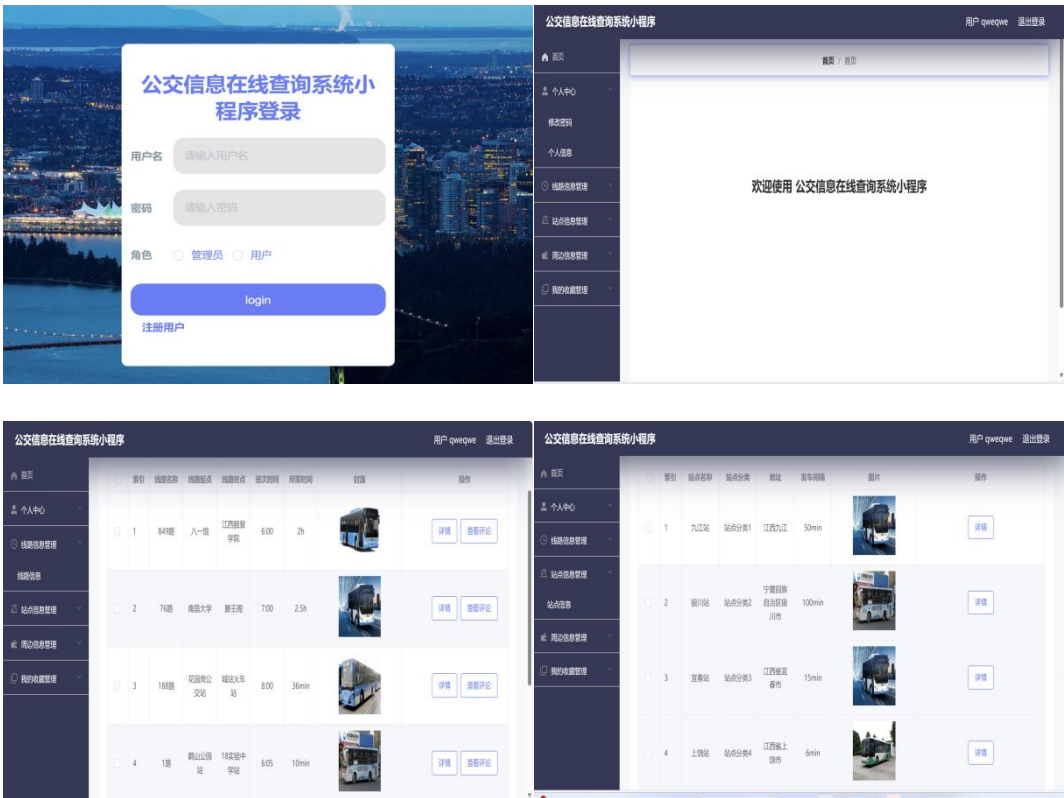 公交信息在线查询系统小
程序登录
用户名 请输入用户名
密码 请输入密码
角色 管理员 用户
login
注册用户
公交信息在线查询系统小程序 用户 qweqwe 退出登录
首页
首页 / 首页
个人中心
修改密码
个人信息
线路信息管理
站点信息管理
周边信息管理
我的收藏管理
欢迎使用 公交信息在线查询系统小程序
公交信息在线查询系统小程序 用户 qweqwe 退出登录
首页
个人中心
线路信息管理
线路信息
站点信息管理
周边信息管理
我的收藏管理
索引 线路名称 线路起点 线路终点 班次时间 所需时间 封面 操作
1 849路 八一馆 江西服装
学院 6:00 2h 详情 查看评论
2 76路 南昌大学 滕王阁 7:00 2.5h 详情 查看评论
3 188路 花园岗公
交站 城站火车
站 8:00 36min 详情 查看评论
4 1路 鹤山公园
站 18实验中
学站 6:05 10min 详情 查看评论
公交信息在线查询系统小程序 用户 qweqwe 退出登录
首页
个人中心
线路信息管理
站点信息管理
站点信息
周边信息管理
我的收藏管理
索引 站点名称 站点分类 地址 发车间隔 图片 操作
1 九江站 站点分类1 江西九江 50min 详情
2 银川站 站点分类2 宁夏回族
自治区银
川市 100min 详情
3 宜春站 站点分类3 江西省宜
春市 15min 详情
4 上饶站 站点分类4 江西省上
饶市 6min 详情